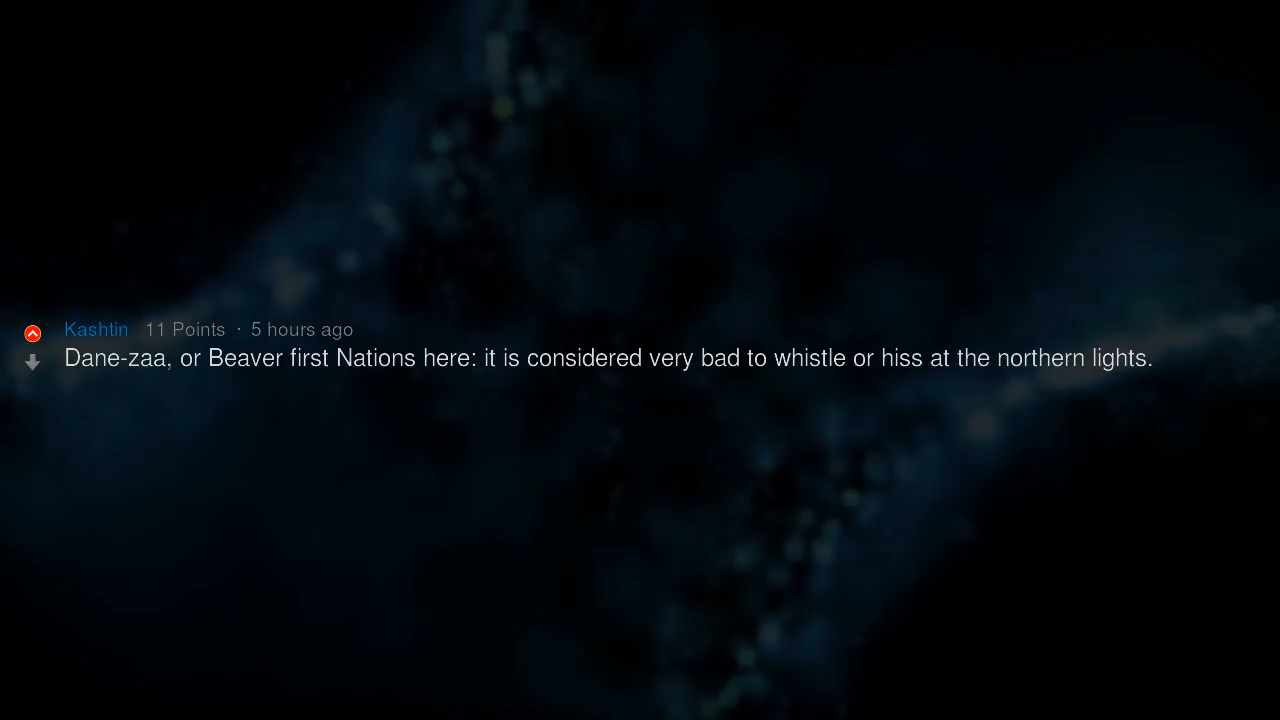 Kashtin 11 Points · 5 hours ago
Dane-zaa, or Beaver first Nations here: it is considered very bad to whistle or hiss at the northern lights.